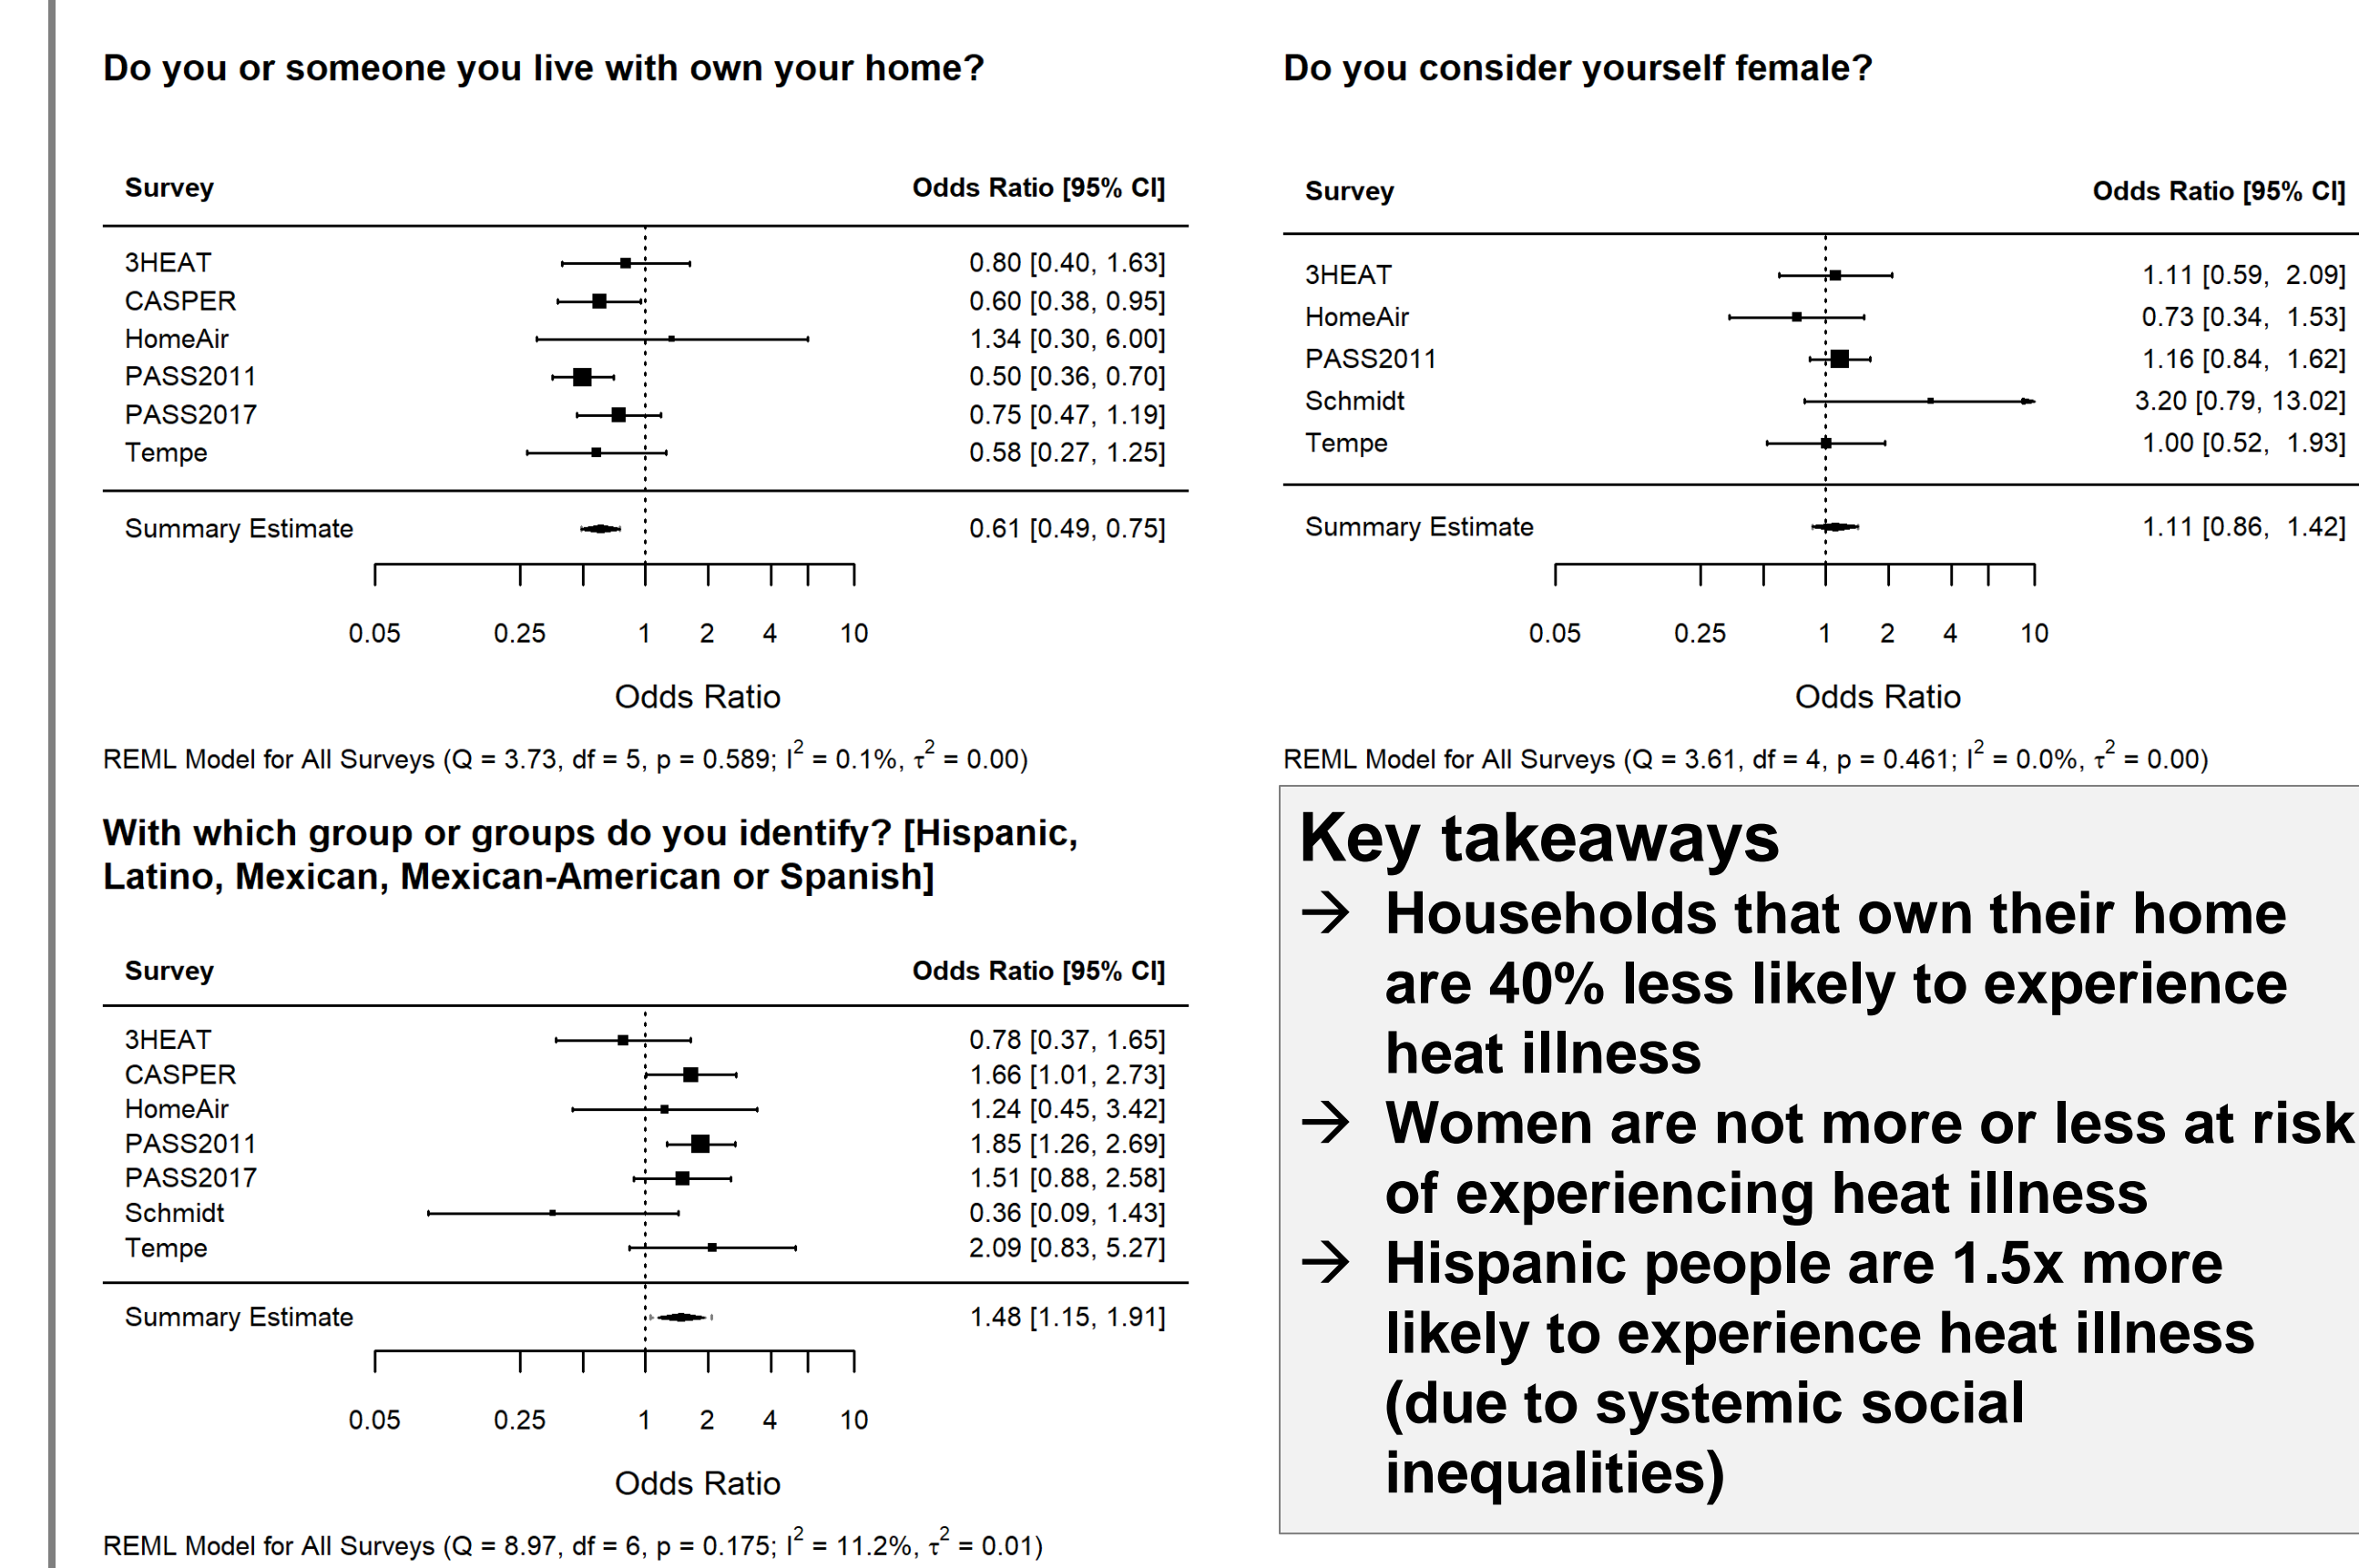 Do you or someone you live with own your home?
Survey Odds Ratio [95% CI]
3HEAT 0.80 [0.40, 1.63]
CASPER 0.60 [0.38, 0.95]
HomeAir 1.34 [0.30, 6.00]
PASS2011 0.50 [0.36, 0.70]
PASS2017 0.75 [0.47, 1.19]
Tempe 0.58 [0.27, 1.25]
Summary Estimate 0.61 [0.49, 0.75]
0.05 0.25 1 2 4 10
Odds Ratio
REML Model for All Surveys (Q = 3.73, df = 5, p = 0.589; I² = 0.1%, τ² = 0.00)
Do you consider yourself female?
Survey Odds Ratio [95% CI]
3HEAT 1.11 [0.59, 2.09]
HomeAir 0.73 [0.34, 1.53]
PASS2011 1.16 [0.84, 1.62]
Schmidt 3.20 [0.79, 13.02]
Tempe 1.00 [0.52, 1.93]
Summary Estimate 1.11 [0.86, 1.42]
0.05 0.25 1 2 4 10
Odds Ratio
REML Model for All Surveys (Q = 3.61, df = 4, p = 0.461; I² = 0.0%, τ² = 0.00)
With which group or groups do you identify? [Hispanic,
Latino, Mexican, Mexican-American or Spanish]
Survey Odds Ratio [95% CI]
3HEAT 0.78 [0.37, 1.65]
CASPER 1.66 [1.01, 2.73]
HomeAir 1.24 [0.45, 3.42]
PASS2011 1.85 [1.26, 2.69]
PASS2017 1.51 [0.88, 2.58]
Schmidt 0.36 [0.09, 1.43]
Tempe 2.09 [0.83, 5.27]
Summary Estimate 1.48 [1.15, 1.91]
0.05 0.25 1 2 4 10
Odds Ratio
REML Model for All Surveys (Q = 8.97, df = 6, p = 0.175; I² = 11.2%, τ² = 0.01)
Key takeaways
→ Households that own their home
are 40% less likely to experience
heat illness
→ Women are not more or less at risk
of experiencing heat illness
→ Hispanic people are 1.5x more
likely to experience heat illness
(due to systemic social
inequalities)